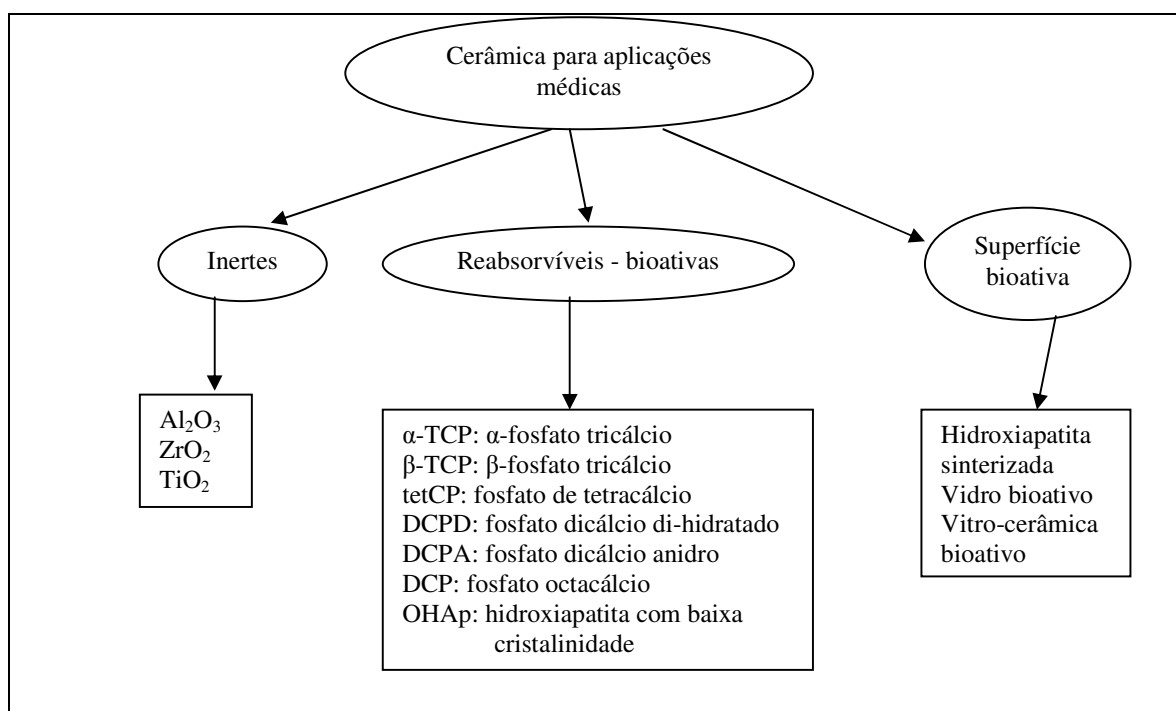 Cerâmica para aplicações
médicas
Inertes
Reabsorvíveis - bioativas
Superfície
bioativa
Al₂O₃
ZrO₂
TiO₂
α-TCP: α-fosfato tricálcio
β-TCP: β-fosfato tricálcio
tetCP: fosfato de tetracálcio
DCPD: fosfato dicálcio di-hidratado
DCPA: fosfato dicálcio anidro
DCP: fosfato octacálcio
OHAp: hidroxiapatita com baixa
cristalinidade
Hidroxiapatita
sinterizada
Vidro bioativo
Vitro-cerâmica
bioativo